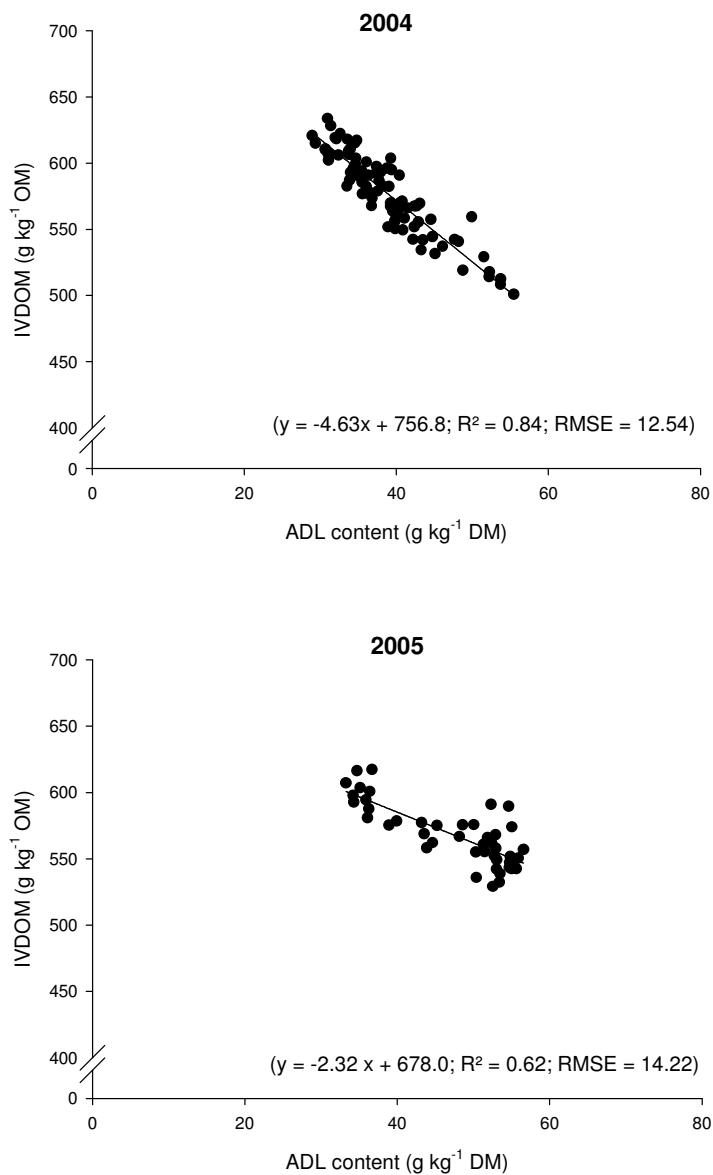 2004
700
650
600
550
500
450
400
0
IVDOM (g kg⁻¹ OM)
(y = -4.63x + 756.8; R² = 0.84; RMSE = 12.54)
0 20 40 60 80
ADL content (g kg⁻¹ DM)
2005
700
650
600
550
500
450
400
0
IVDOM (g kg⁻¹ OM)
(y = -2.32 x + 678.0; R² = 0.62; RMSE = 14.22)
0 20 40 60 80
ADL content (g kg⁻¹ DM)